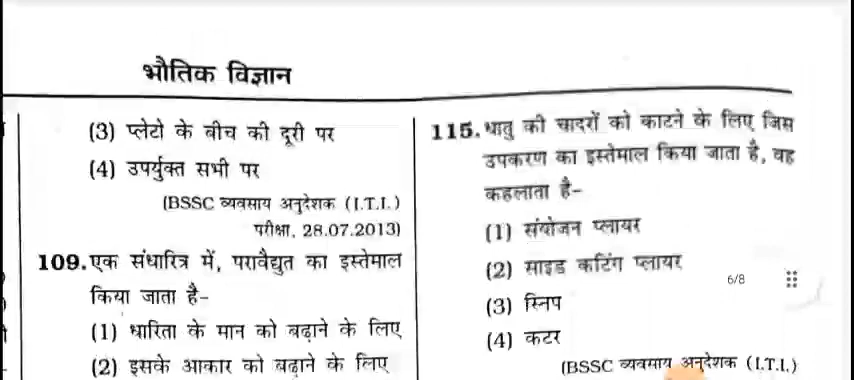 भौतिक विज्ञान
(3) प्लेटो के बीच की दूरी पर
(4) उपर्युक्त सभी पर
(BSSC व्यवसाय अनुदेशक (I.T.I.)
परीक्षा, 28.07.2013)
109. एक संधारित्र में, परावैद्युत का इस्तेमाल
किया जाता है-
(1) धारिता के मान को बढ़ाने के लिए
(2) इसके आकार को बढ़ाने के लिए
115. धातु की चादरों को काटने के लिए जिस
उपकरण का इस्तेमाल किया जाता है, वह
कहलाता है-
(1) संयोजन प्लायर
(2) साइड कटिंग प्लायर
(3) स्निप
(4) कटर
(BSSC व्यवसाय अनुदेशक (I.T.I.)
6/8